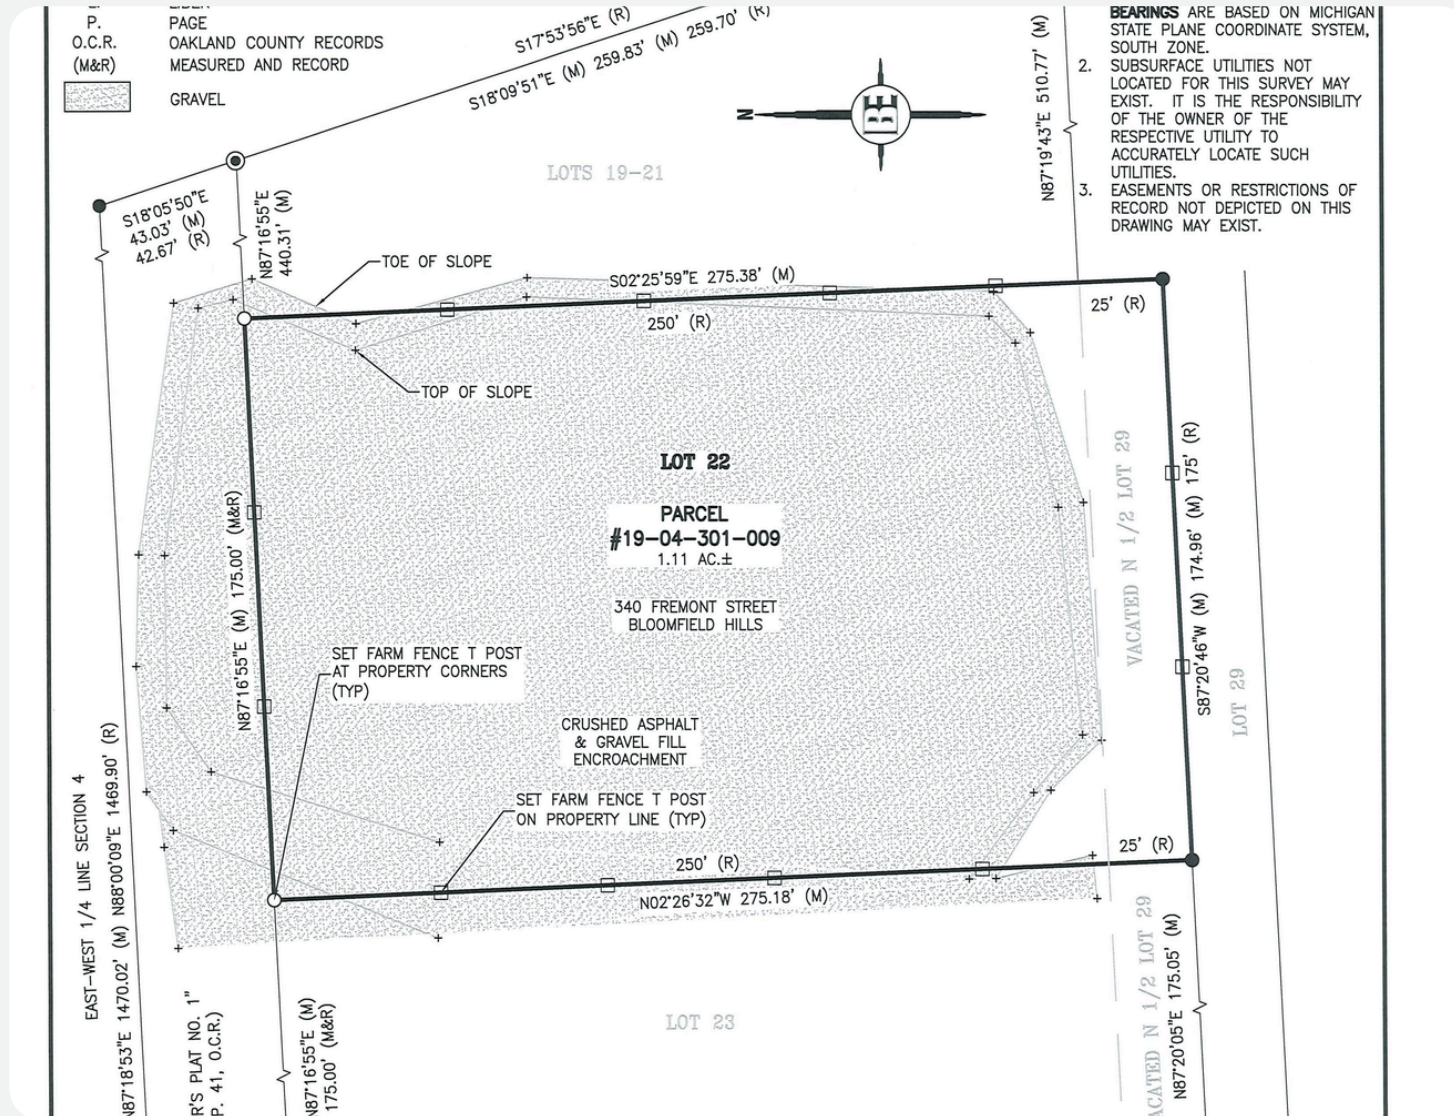 P. PAGE
O.C.R. OAKLAND COUNTY RECORDS
(M&R) MEASURED AND RECORD
GRAVEL
S17°53'56"E (R)
S18°09'51"E (M) 259.83' (M) 259.70' (R)
N
BE
N87°19'43"E 510.77' (M)
BEARINGS ARE BASED ON MICHIGAN
STATE PLANE COORDINATE SYSTEM,
SOUTH ZONE.
2. SUBSURFACE UTILITIES NOT
LOCATED FOR THIS SURVEY MAY
EXIST. IT IS THE RESPONSIBILITY
OF THE OWNER OF THE
RESPECTIVE UTILITY TO
ACCURATELY LOCATE SUCH
UTILITIES.
3. EASEMENTS OR RESTRICTIONS OF
RECORD NOT DEPICTED ON THIS
DRAWING MAY EXIST.
LOTS 19-21
S18°05'50"E
43.03' (M)
42.67' (R)
N87°16'55"E
440.31' (M)
TOE OF SLOPE
S02°25'59"E 275.38' (M)
250' (R)
25' (R)
TOP OF SLOPE
LOT 22
PARCEL
#19-04-301-009
1.11 AC.±
340 FREMONT STREET
BLOOMFIELD HILLS
N87°16'55"E (M) 175.00' (M&R)
VACATED N 1/2 LOT 29
S87°20'46"W (M) 174.96' (M) 175' (R)
LOT 29
SET FARM FENCE T POST
AT PROPERTY CORNERS
(TYP)
CRUSHED ASPHALT
& GRAVEL FILL
ENCROACHMENT
SET FARM FENCE T POST
ON PROPERTY LINE (TYP)
250' (R)
25' (R)
N02°26'32"W 275.18' (M)
EAST-WEST 1/4 LINE SECTION 4
N87°18'53"E 1470.02' (M) N88°00'09"E 1469.90' (R)
R'S PLAT NO. 1"
P. 41, O.C.R.)
N87°16'55"E (M)
175.00' (M&R)
LOT 23
ACATED N 1/2 LOT 29
N87°20'05"E 175.05' (M)